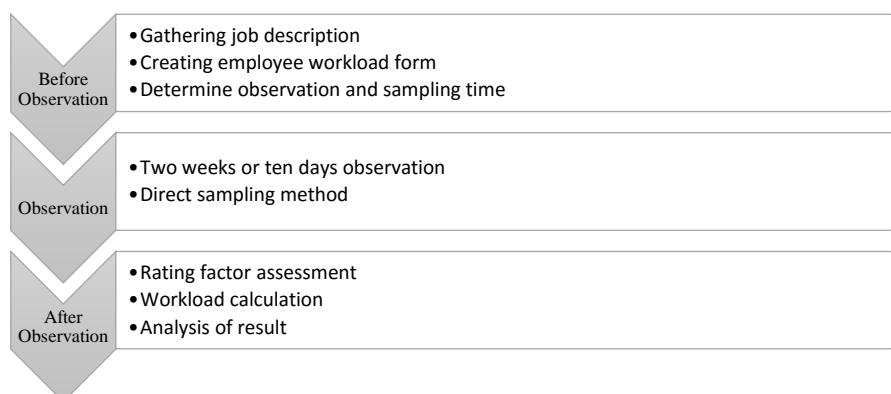 Before
Observation
•Gathering job description
•Creating employee workload form
•Determine observation and sampling time
Observation
•Two weeks or ten days observation
•Direct sampling method
After
Observation
•Rating factor assessment
•Workload calculation
•Analysis of result